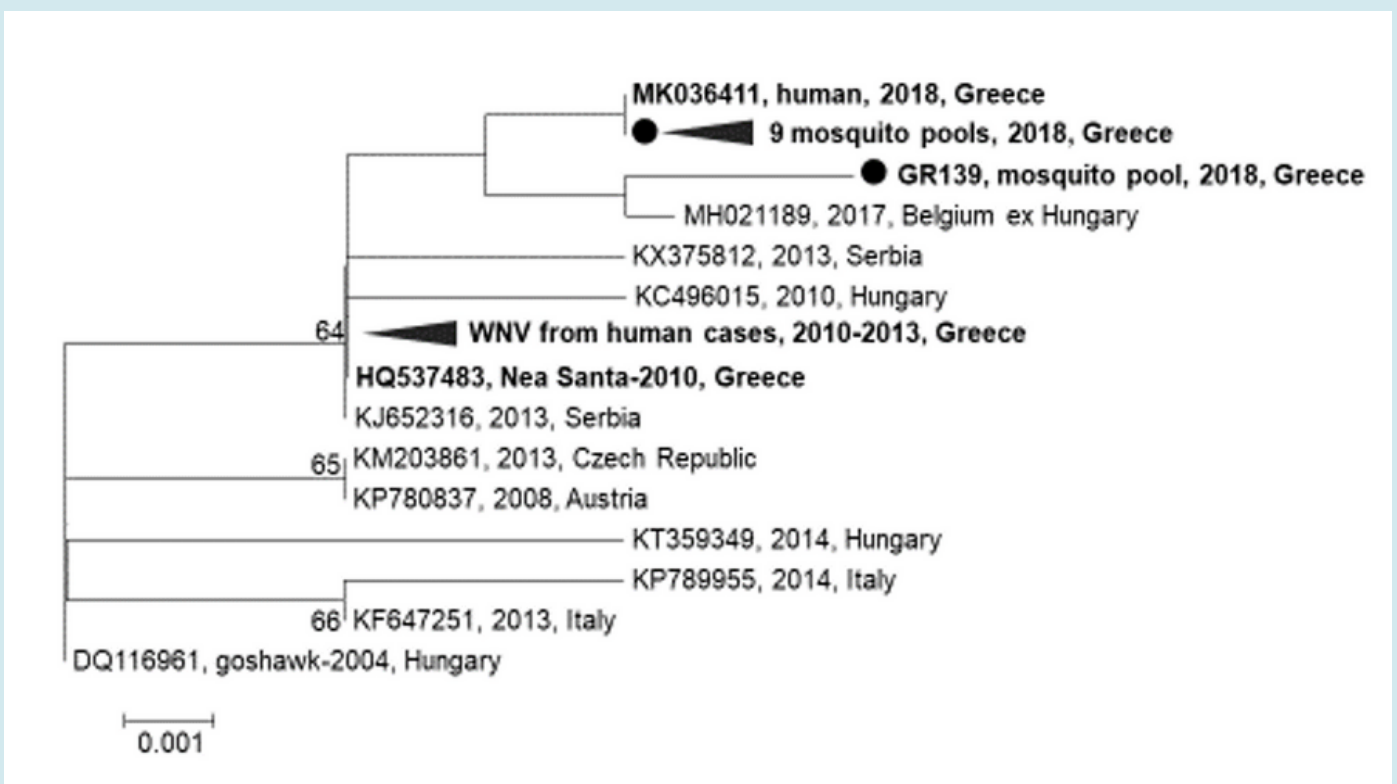 MK036411, human, 2018, Greece
9 mosquito pools, 2018, Greece
GR139, mosquito pool, 2018, Greece
MH021189, 2017, Belgium ex Hungary
KX375812, 2013, Serbia
KC496015, 2010, Hungary
64
WNV from human cases, 2010-2013, Greece
HQ537483, Nea Santa-2010, Greece
KJ652316, 2013, Serbia
65
KM203861, 2013, Czech Republic
KP780837, 2008, Austria
KT359349, 2014, Hungary
KP789955, 2014, Italy
66
KF647251, 2013, Italy
DQ116961, goshawk-2004, Hungary
0.001